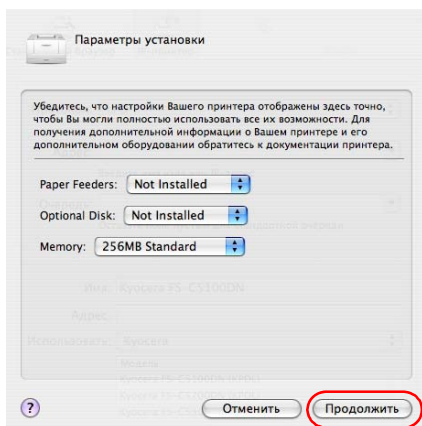 Параметры установки
Убедитесь, что настройки Вашего принтера отображены здесь точно,
чтобы Вы могли полностью использовать все их возможности. Для
получения дополнительной информации о Вашем принтере и его
дополнительном оборудовании обратитесь к документации принтера.
Paper Feeders: Not Installed
Optional Disk: Not Installed
Memory: 256MB Standard
Имя: Kyocera FS-C5100DN
Адрес:
Использовать: Kyocera
Модель
? Отменить Продолжить